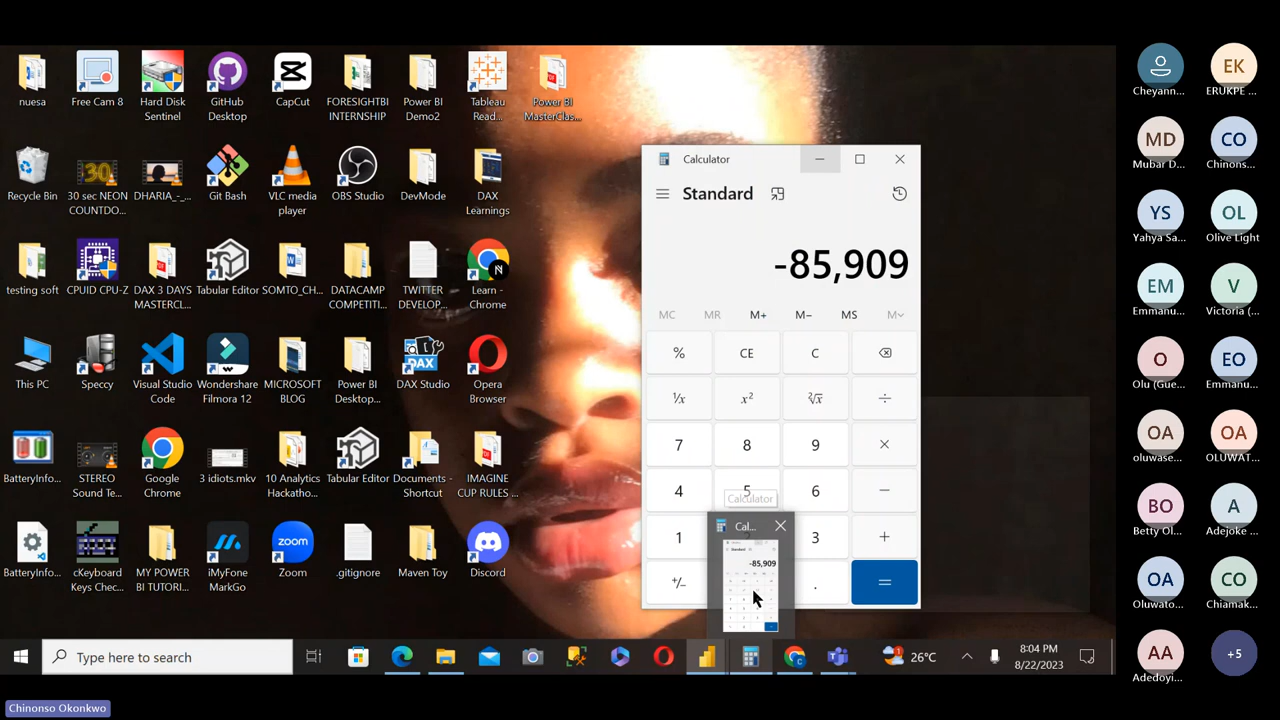 nuesa
Free Cam 8
Hard Disk
Sentinel
GitHub
Desktop
CapCut
FORESIGHTBI
INTERNSHIP
Power BI
Demo2
Tableau
Read...
Power BI
MasterClas...
Recycle Bin
30 sec NEON
COUNTDO...
DHARIA_-_...
Git Bash
VLC media
player
OBS Studio
DevMode
DAX
Learnings
testing soft
CPUID CPU-Z
DAX 3 DAYS
MASTERCL...
Tabular Editor
SOMTO_CH...
DATACAMP
COMPETITI...
TWITTER
DEVELOP...
Learn -
Chrome
This PC
Speccy
Visual Studio
Code
Wondershare
Filmora 12
MICROSOFT
BLOG
Power BI
Desktop...
DAX Studio
Opera
Browser
BatteryInfo...
STEREO
Sound Te...
Google
Chrome
3 idiots.mkv
10 Analytics
Hackatho...
Tabular Editor
Documents -
Shortcut
IMAGINE
CUP RULES ...
BatteryInfo...
cKeyboard
Keys Chec...
MY POWER
BI TUTORI...
iMyFone
MarkGo
Zoom
.gitignore
Maven Toy
Discord
zoom
DAX
30
N
Calculator
Standard
-85,909
MC MR M+ M− MS M˅
% CE C
¹/x x² ²√x ÷
7 8 9 ×
4 5 6 −
Calculator
1 3 +
+/− . =
Cal...
Standard
-85,909
Type here to search
26°C
8:04 PM
8/22/2023
Cheyann...
EK
ERUKPE ...
MD
Mubar D...
CO
Chinons...
YS
Yahya Sa...
OL
Olive Light
EM
Emmanu...
V
Victoria (...
O
Olu (Gue...
EO
Emmanu...
OA
oluwase...
OA
OLUWAT...
BO
Betty Ol...
A
Adejoke ...
OA
Oluwato...
CO
Chiamak...
AA
Adedoyi...
+5
Chinonso Okonkwo